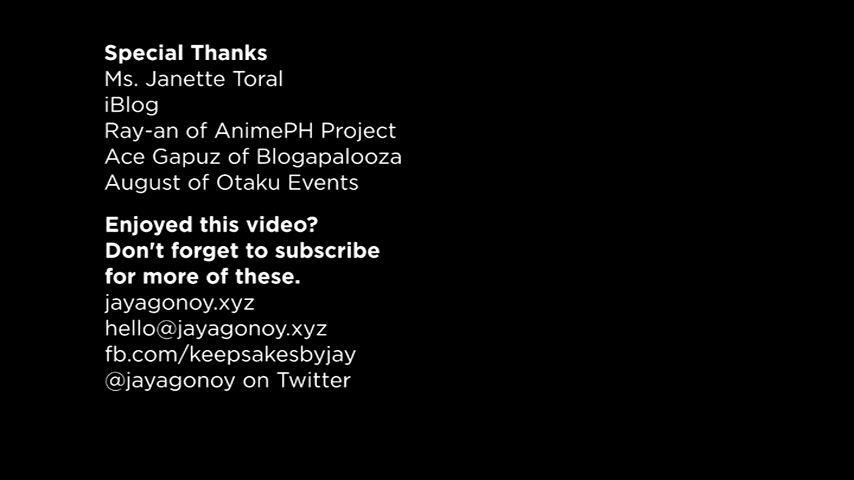 Special Thanks
Ms. Janette Toral
iBlog
Ray-an of AnimePH Project
Ace Gapuz of Blogapalooza
August of Otaku Events
Enjoyed this video?
Don't forget to subscribe
for more of these.
jayagonoy.xyz
hello@jayagonoy.xyz
fb.com/keepsakesbyjay
@jayagonoy on Twitter